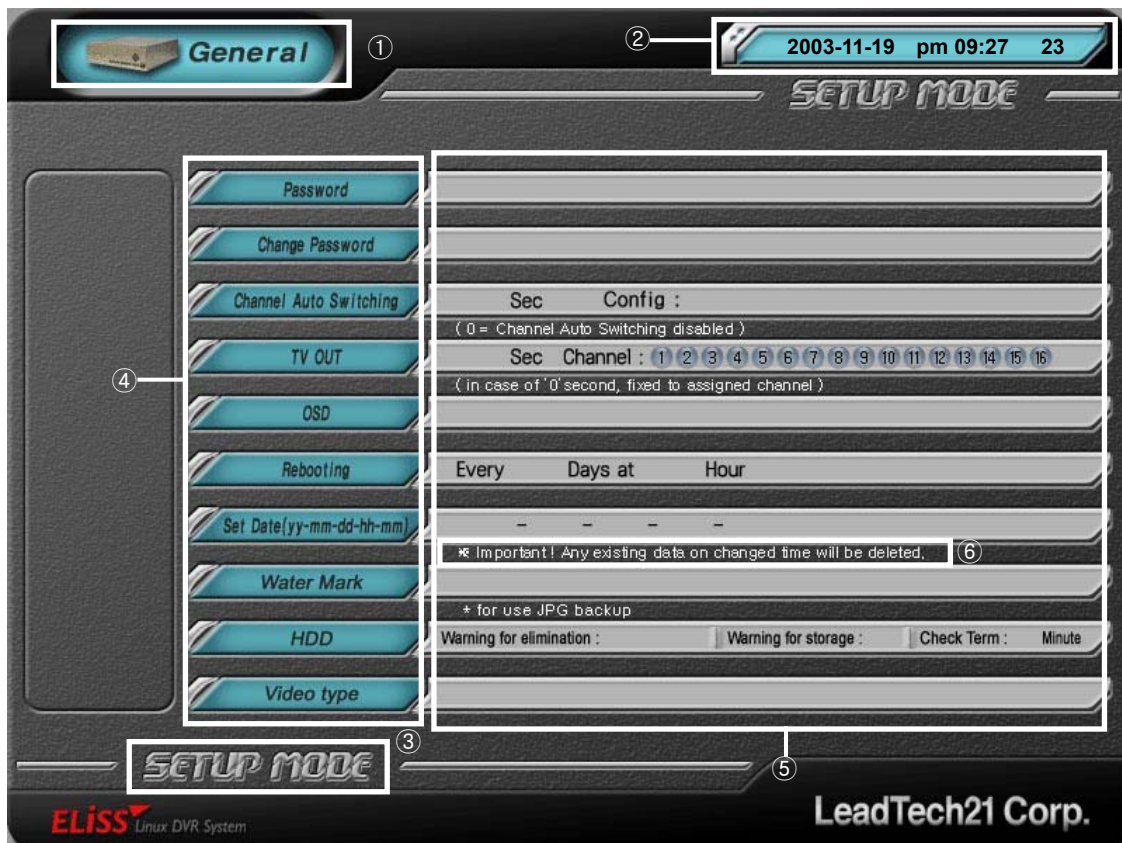 General ①
② 2003-11-19 pm 09:27 23
SETUP MODE
Password
Change Password
Channel Auto Switching Sec Config :
( 0 = Channel Auto Switching disabled )
TV OUT Sec Channel : 1 2 3 4 5 6 7 8 9 10 11 12 13 14 15 16
( in case of '0' second, fixed to assigned channel )
④
OSD
Rebooting Every Days at Hour
Set Date(yy-mm-dd-hh-mm) - - - -
※ Important ! Any existing data on changed time will be deleted. ⑥
Water Mark
* for use JPG backup
HDD Warning for elimination : Warning for storage : Check Term : Minute
Video type
③
SETUP MODE
⑤
ELiSS Linux DVR System
LeadTech21 Corp.